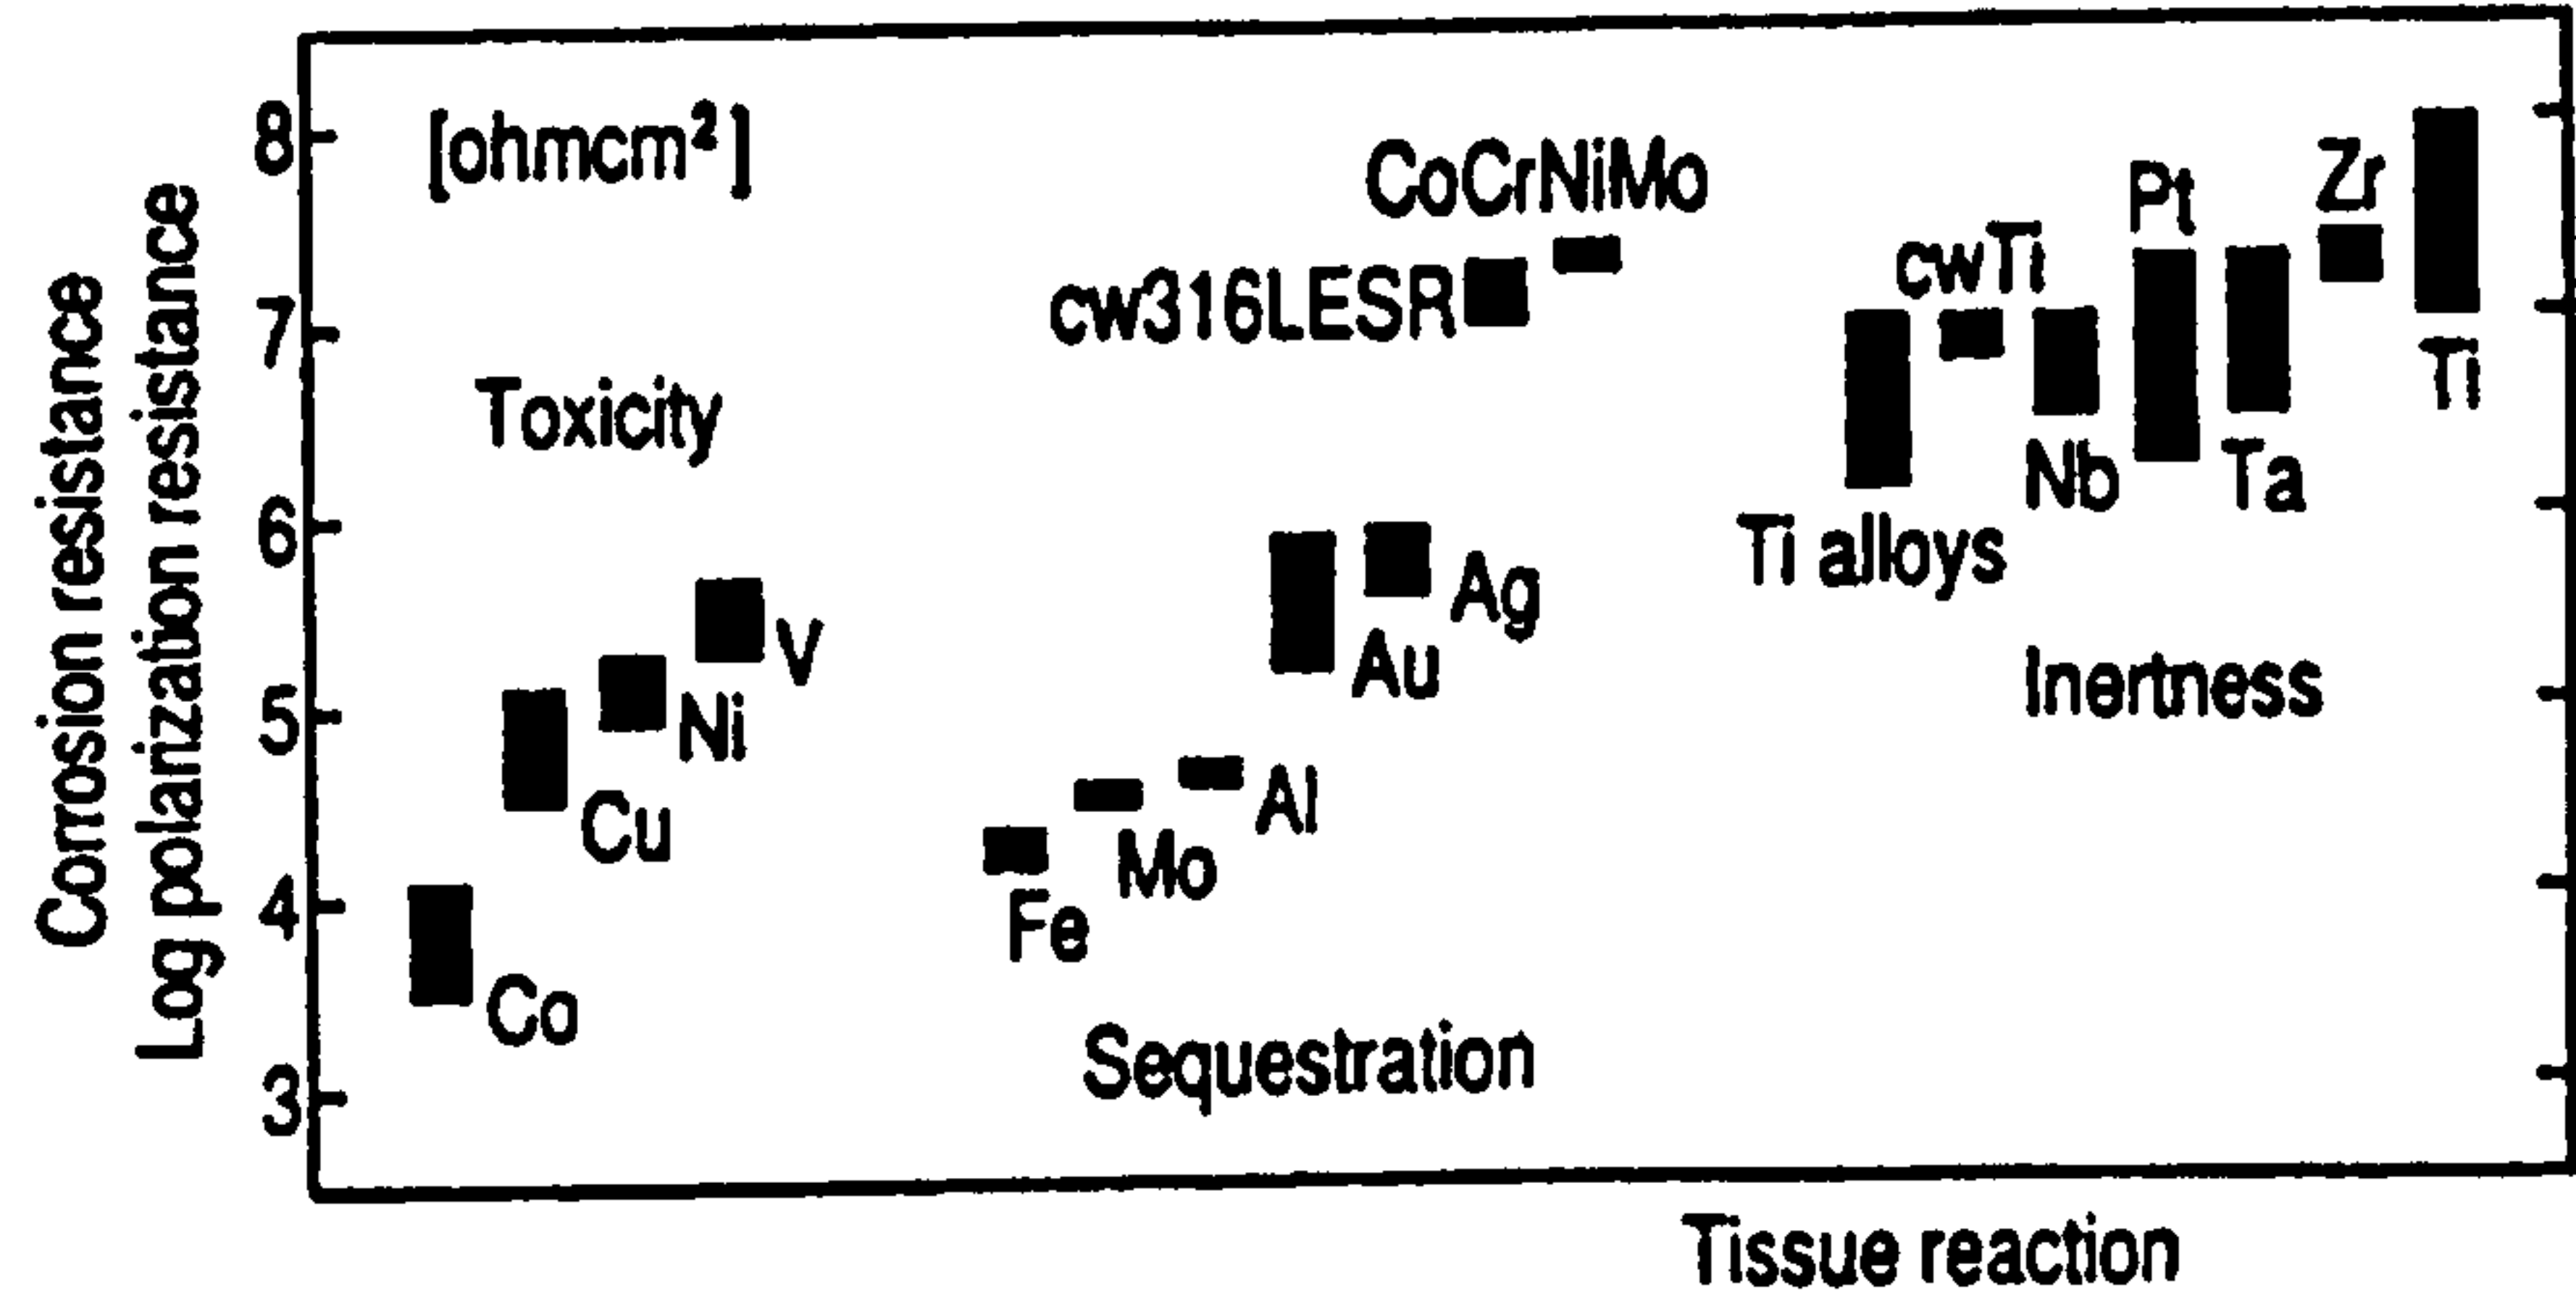 Corrosion resistance
Log polarization resistance
8
7
6
5
4
3
[ohmcm²]
Toxicity
Co
Cu
Ni
V
CoCrNiMo
cw316LESR
Ag
Au
Al
Mo
Fe
Sequestration
cwTi
Pt
Zr
Ti
Nb
Ta
Ti alloys
Inertness
Tissue reaction